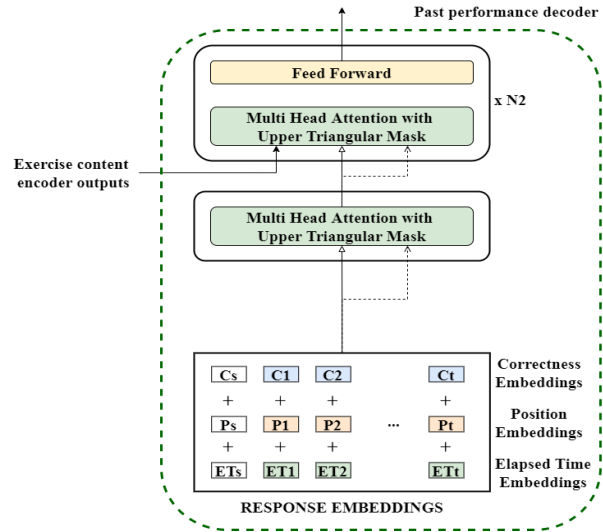 Past performance decoder
Feed Forward
x N2
Multi Head Attention with
Upper Triangular Mask
Exercise content
encoder outputs
Multi Head Attention with
Upper Triangular Mask
Cs C1 C2 Ct
Correctness
Embeddings
+ + + +
Ps P1 P2 ... Pt
Position
Embeddings
+ + + +
ETs ET1 ET2 ETt
Elapsed Time
Embeddings
RESPONSE EMBEDDINGS